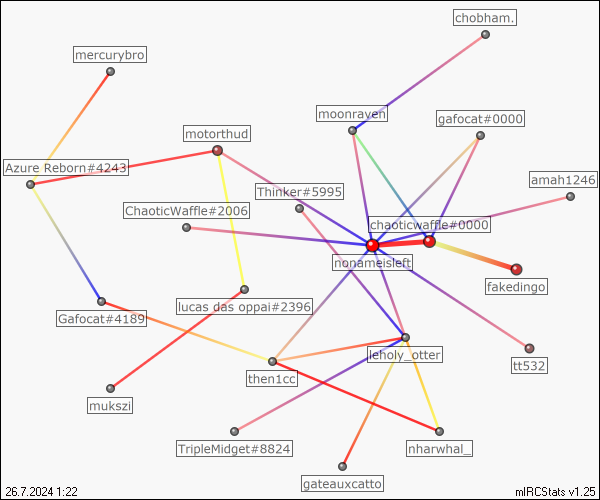 chobham.
mercurybro
moonraven
gafocat#0000
motorthud
Azure Reborn#4243
amah1246
Thinker#5995
ChaoticWaffle#2006
chaoticwaffle#0000
nonameisleft
fakedingo
lucas das oppai#2396
Gafocat#4189
leholy_otter
tt532
then1cc
mukszi
TripleMidget#8824
nharwhal_
gateauxcatto
26.7.2024 1:22
mIRCStats v1.25